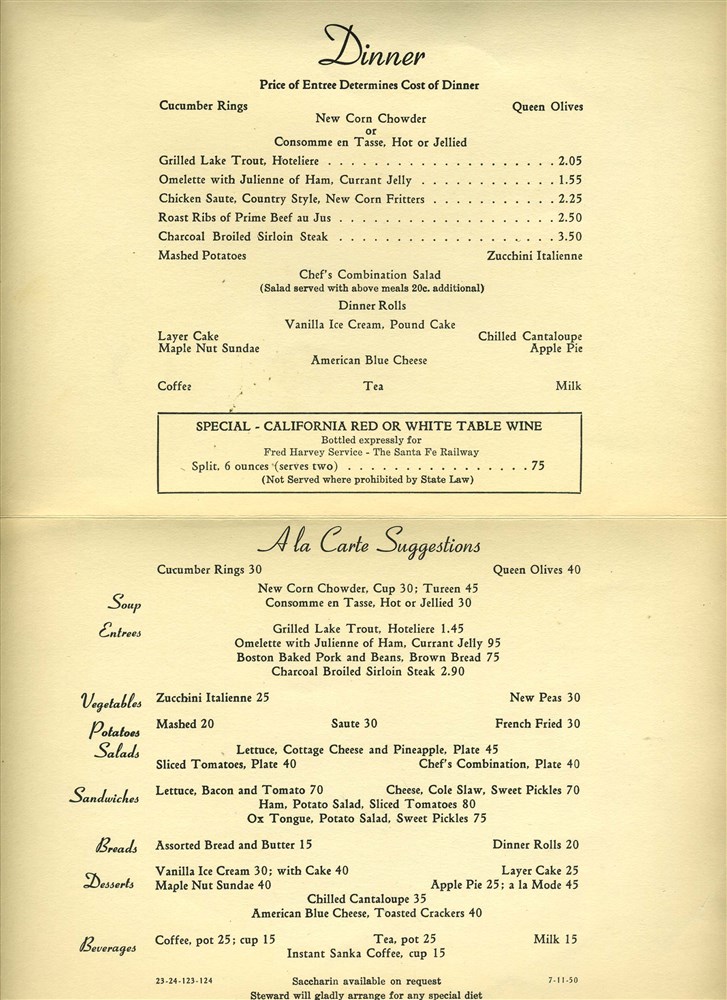 Dinner
Price of Entree Determines Cost of Dinner
Cucumber Rings Queen Olives
New Corn Chowder
or
Consomme en Tasse, Hot or Jellied
Grilled Lake Trout, Hoteliere . . . . . . . . . . . . . . . . . . . . 2.05
Omelette with Julienne of Ham, Currant Jelly . . . . . . . . . . . . 1.55
Chicken Saute, Country Style, New Corn Fritters . . . . . . . . . . . 2.25
Roast Ribs of Prime Beef au Jus . . . . . . . . . . . . . . . . . . . 2.50
Charcoal Broiled Sirloin Steak . . . . . . . . . . . . . . . . . . . 3.50
Mashed Potatoes Zucchini Italienne
Chef's Combination Salad
(Salad served with above meals 20c. additional)
Dinner Rolls
Vanilla Ice Cream, Pound Cake
Layer Cake Chilled Cantaloupe
Maple Nut Sundae Apple Pie
American Blue Cheese
Coffee Tea Milk
SPECIAL - CALIFORNIA RED OR WHITE TABLE WINE
Bottled expressly for
Fred Harvey Service - The Santa Fe Railway
Split, 6 ounces (serves two) . . . . . . . . . . . . . . . . 75
(Not Served where prohibited by State Law)
A la Carte Suggestions
Cucumber Rings 30 Queen Olives 40
New Corn Chowder, Cup 30; Tureen 45
Soup Consomme en Tasse, Hot or Jellied 30
Entrees Grilled Lake Trout, Hoteliere 1.45
Omelette with Julienne of Ham, Currant Jelly 95
Boston Baked Pork and Beans, Brown Bread 75
Charcoal Broiled Sirloin Steak 2.90
Vegetables Zucchini Italienne 25 New Peas 30
Potatoes Mashed 20 Saute 30 French Fried 30
Salads Lettuce, Cottage Cheese and Pineapple, Plate 45
Sliced Tomatoes, Plate 40 Chef's Combination, Plate 40
Sandwiches Lettuce, Bacon and Tomato 70 Cheese, Cole Slaw, Sweet Pickles 70
Ham, Potato Salad, Sliced Tomatoes 80
Ox Tongue, Potato Salad, Sweet Pickles 75
Breads Assorted Bread and Butter 15 Dinner Rolls 20
Vanilla Ice Cream 30; with Cake 40 Layer Cake 25
Desserts Maple Nut Sundae 40 Apple Pie 25; a la Mode 45
Chilled Cantaloupe 35
American Blue Cheese, Toasted Crackers 40
Beverages Coffee, pot 25; cup 15 Tea, pot 25 Milk 15
Instant Sanka Coffee, cup 15
23-24-123-124 Saccharin available on request 7-11-50
Steward will gladly arrange for any special diet